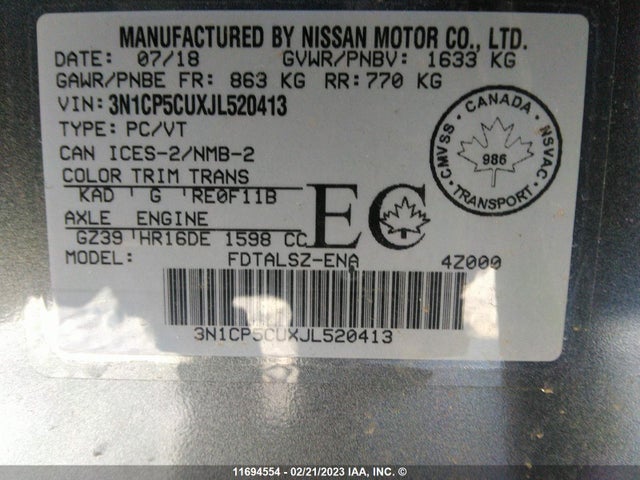 MANUFACTURED BY NISSAN MOTOR CO., LTD.
DATE: 07/18 GVWR/PNBV: 1633 KG
GAWR/PNBE FR: 863 KG RR: 770 KG
VIN: 3N1CP5CUXJL520413
TYPE: PC/VT
CAN ICES-2/NMB-2
COLOR TRIM TRANS
KAD G RE0F11B
AXLE ENGINE
GZ39 HR16DE 1598 CC
MODEL: FDTALSZ-ENA 4Z000
EC
CANADA
CMVSS NSVAC
986
TRANSPORT
3N1CP5CUXJL520413
11694554 - 02/21/2023 IAA, INC. ©